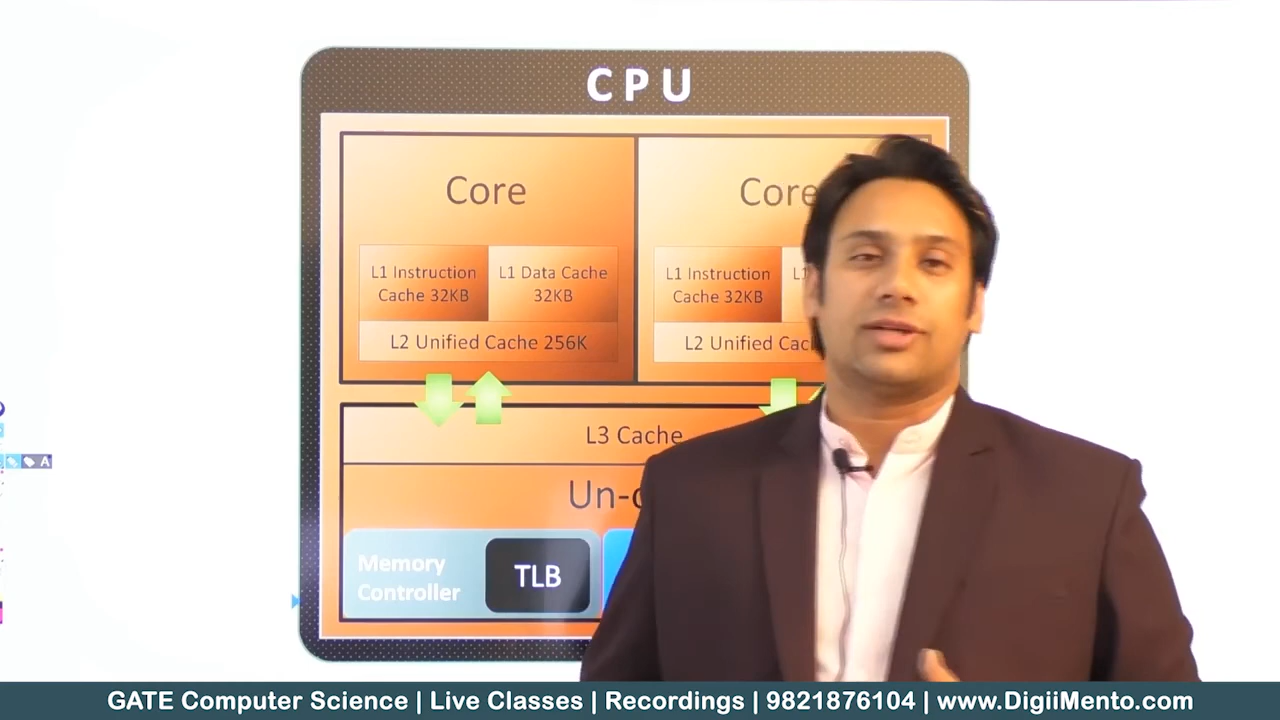 CPU
Core
Core
L1 Instruction
Cache 32KB
L1 Data Cache
32KB
L1 Instruction
Cache 32KB
L2 Unified Cache 256K
L2 Unified
L3 Cache
Memory
Controller
TLB
GATE Computer Science | Live Classes | Recordings | 9821876104 | www.DigiiMento.com